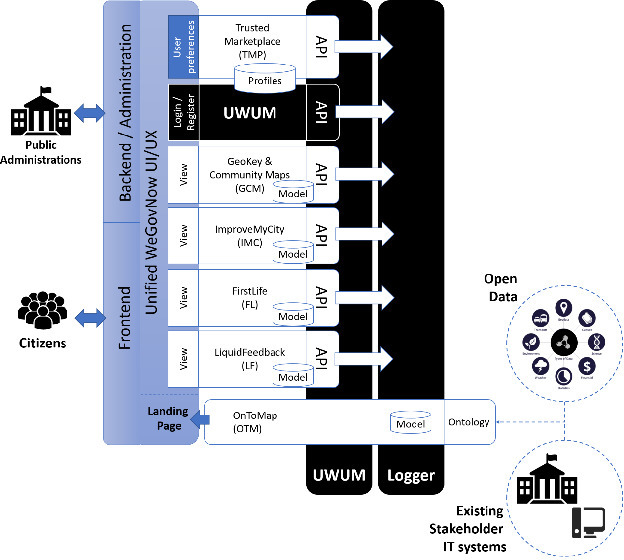 User
preferences
Trusted
Marketplace
(TMP)
Profiles
API
Login /
Register
UWUM
API
View
GeoKey &
Community Maps
(GCM)
Model
API
View
ImproveMyCity
(IMC)
Model
API
View
FirstLife
(FL)
Model
API
View
LiquidFeedback
(LF)
Model
API
Public
Administrations
Citizens
Backend / Administration
Frontend
Unified WeGovNow UI/UX
Landing
Page
OnToMap
(OTM)
Model
Ontology
UWUM
Logger
Open
Data
Existing
Stakeholder
IT systems